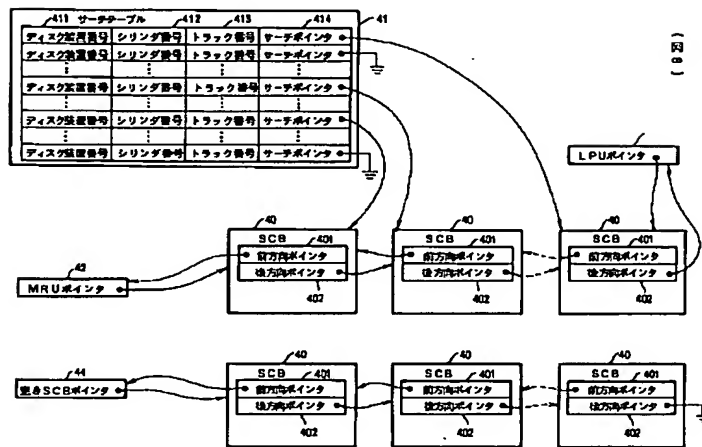 411 サーチテーブル 412 413 414 41
ディスク装置番号 シリンダ番号 トラック番号 サーチポインタ
ディスク装置番号 シリンダ番号 トラック番号 サーチポインタ
ディスク装置番号 シリンダ番号 トラック番号 サーチポインタ
ディスク装置番号 シリンダ番号 トラック番号 サーチポインタ
ディスク装置番号 シリンダ番号 トラック番号 サーチポインタ
(図8)
LPUポインタ
40 40 40
SCB 401 SCB 401 SCB 401
前方向ポインタ 前方向ポインタ 前方向ポインタ
後方向ポインタ 後方向ポインタ 後方向ポインタ
402 402 402
42
MRUポインタ
40 40 40
SCB 401 SCB 401 SCB 401
44
空きSCBポインタ
前方向ポインタ 前方向ポインタ 前方向ポインタ
後方向ポインタ 後方向ポインタ 後方向ポインタ
402 402 402